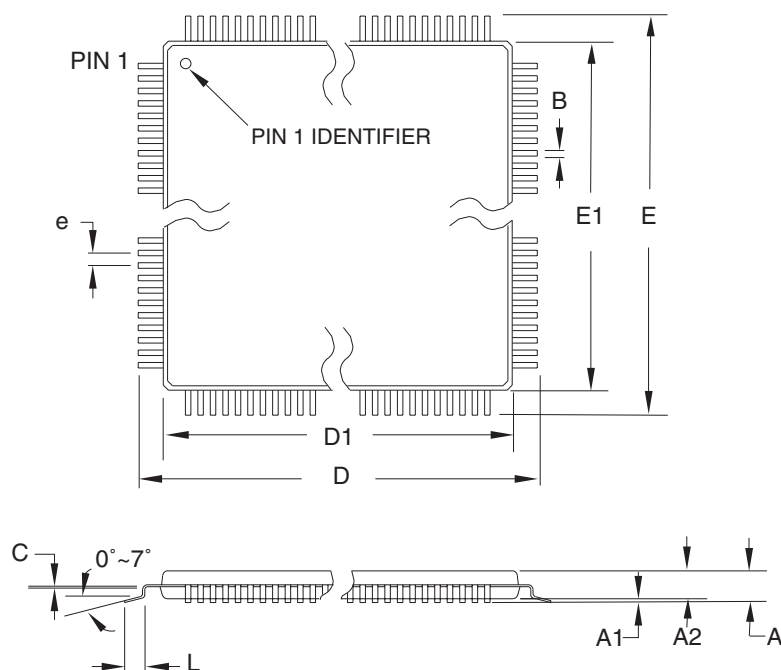 PIN 1
PIN 1 IDENTIFIER
B
e
E1
E
D1
D
C
0°~7°
L
A1
A2
A